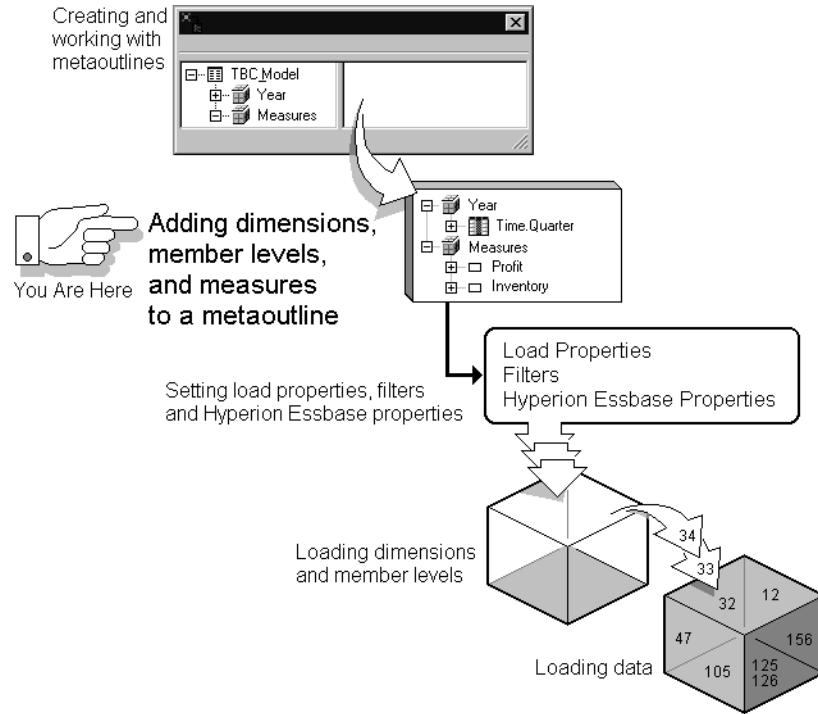 Creating and
working with
metaoutlines
TBC_Model
Year
Measures
Year
Time.Quarter
Measures
Profit
Inventory
You Are Here
Adding dimensions,
member levels,
and measures
to a metaoutline
Load Properties
Filters
Hyperion Essbase Properties
Setting load properties, filters
and Hyperion Essbase properties
Loading dimensions
and member levels
34
33
32
12
47
156
105
125
126
Loading data